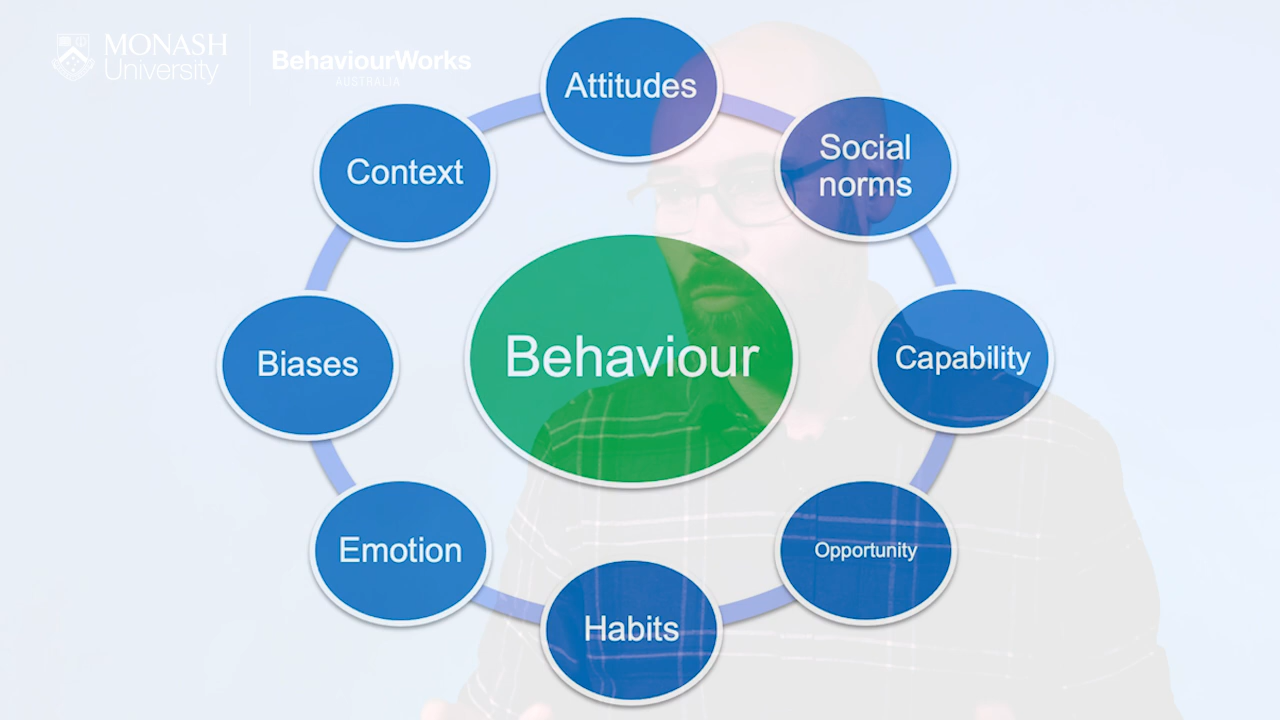 MONASH
University
BehaviourWorks
AUSTRALIA
Attitudes
Social
norms
Capability
Opportunity
Habits
Emotion
Biases
Context
Behaviour